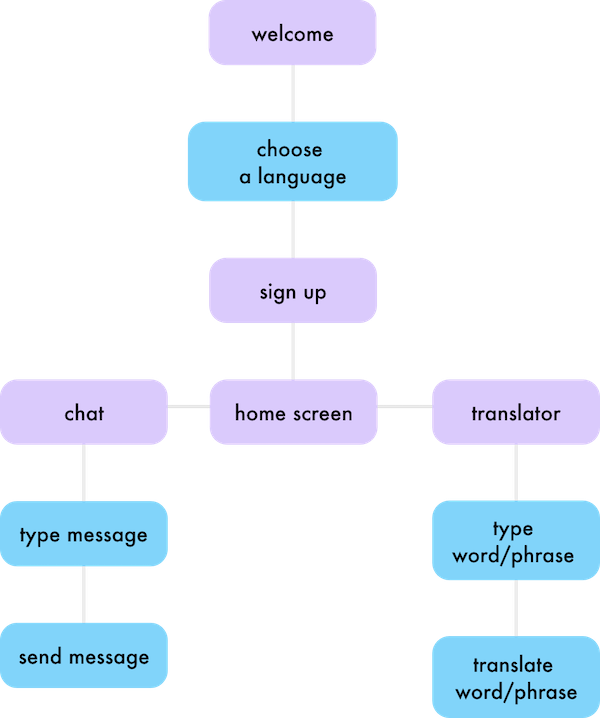 welcome
choose
a language
sign up
chat
home screen
translator
type message
type
word/phrase
send message
translate
word/phrase